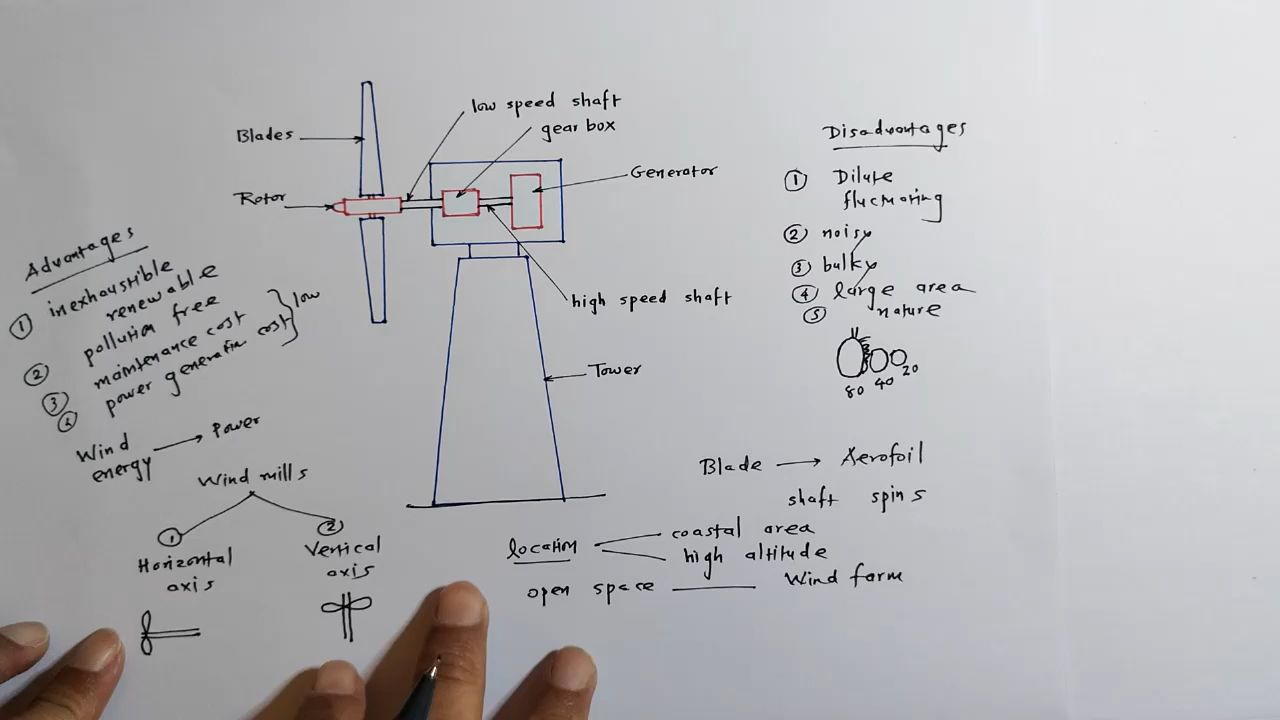 low speed shaft
gear box
Blades
Generator
Rotor
high speed shaft
Tower
Advantages
① inexhaustible
renewable
② pollution free
③ maintenance cost
④ power generation cost } low
Wind energy → Power
Wind mills
① Horizontal axis
② Vertical axis
Disadvantages
① Dilute
fluctuating
② noisy
③ bulky
④ large area
⑤ nature
80 40 20
Blade → Aerofoil
shaft spins
location
coastal area
high altitude
open space — Wind farm